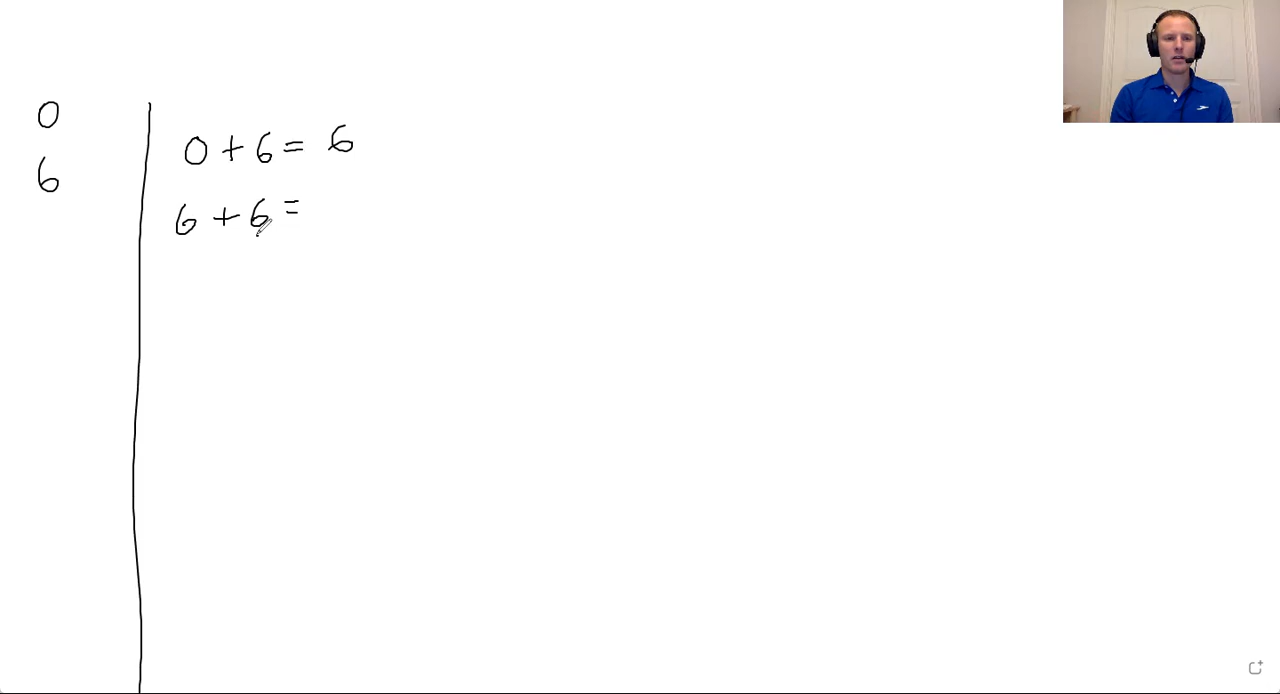 0
6
0 + 6 = 6
6 + 6 =